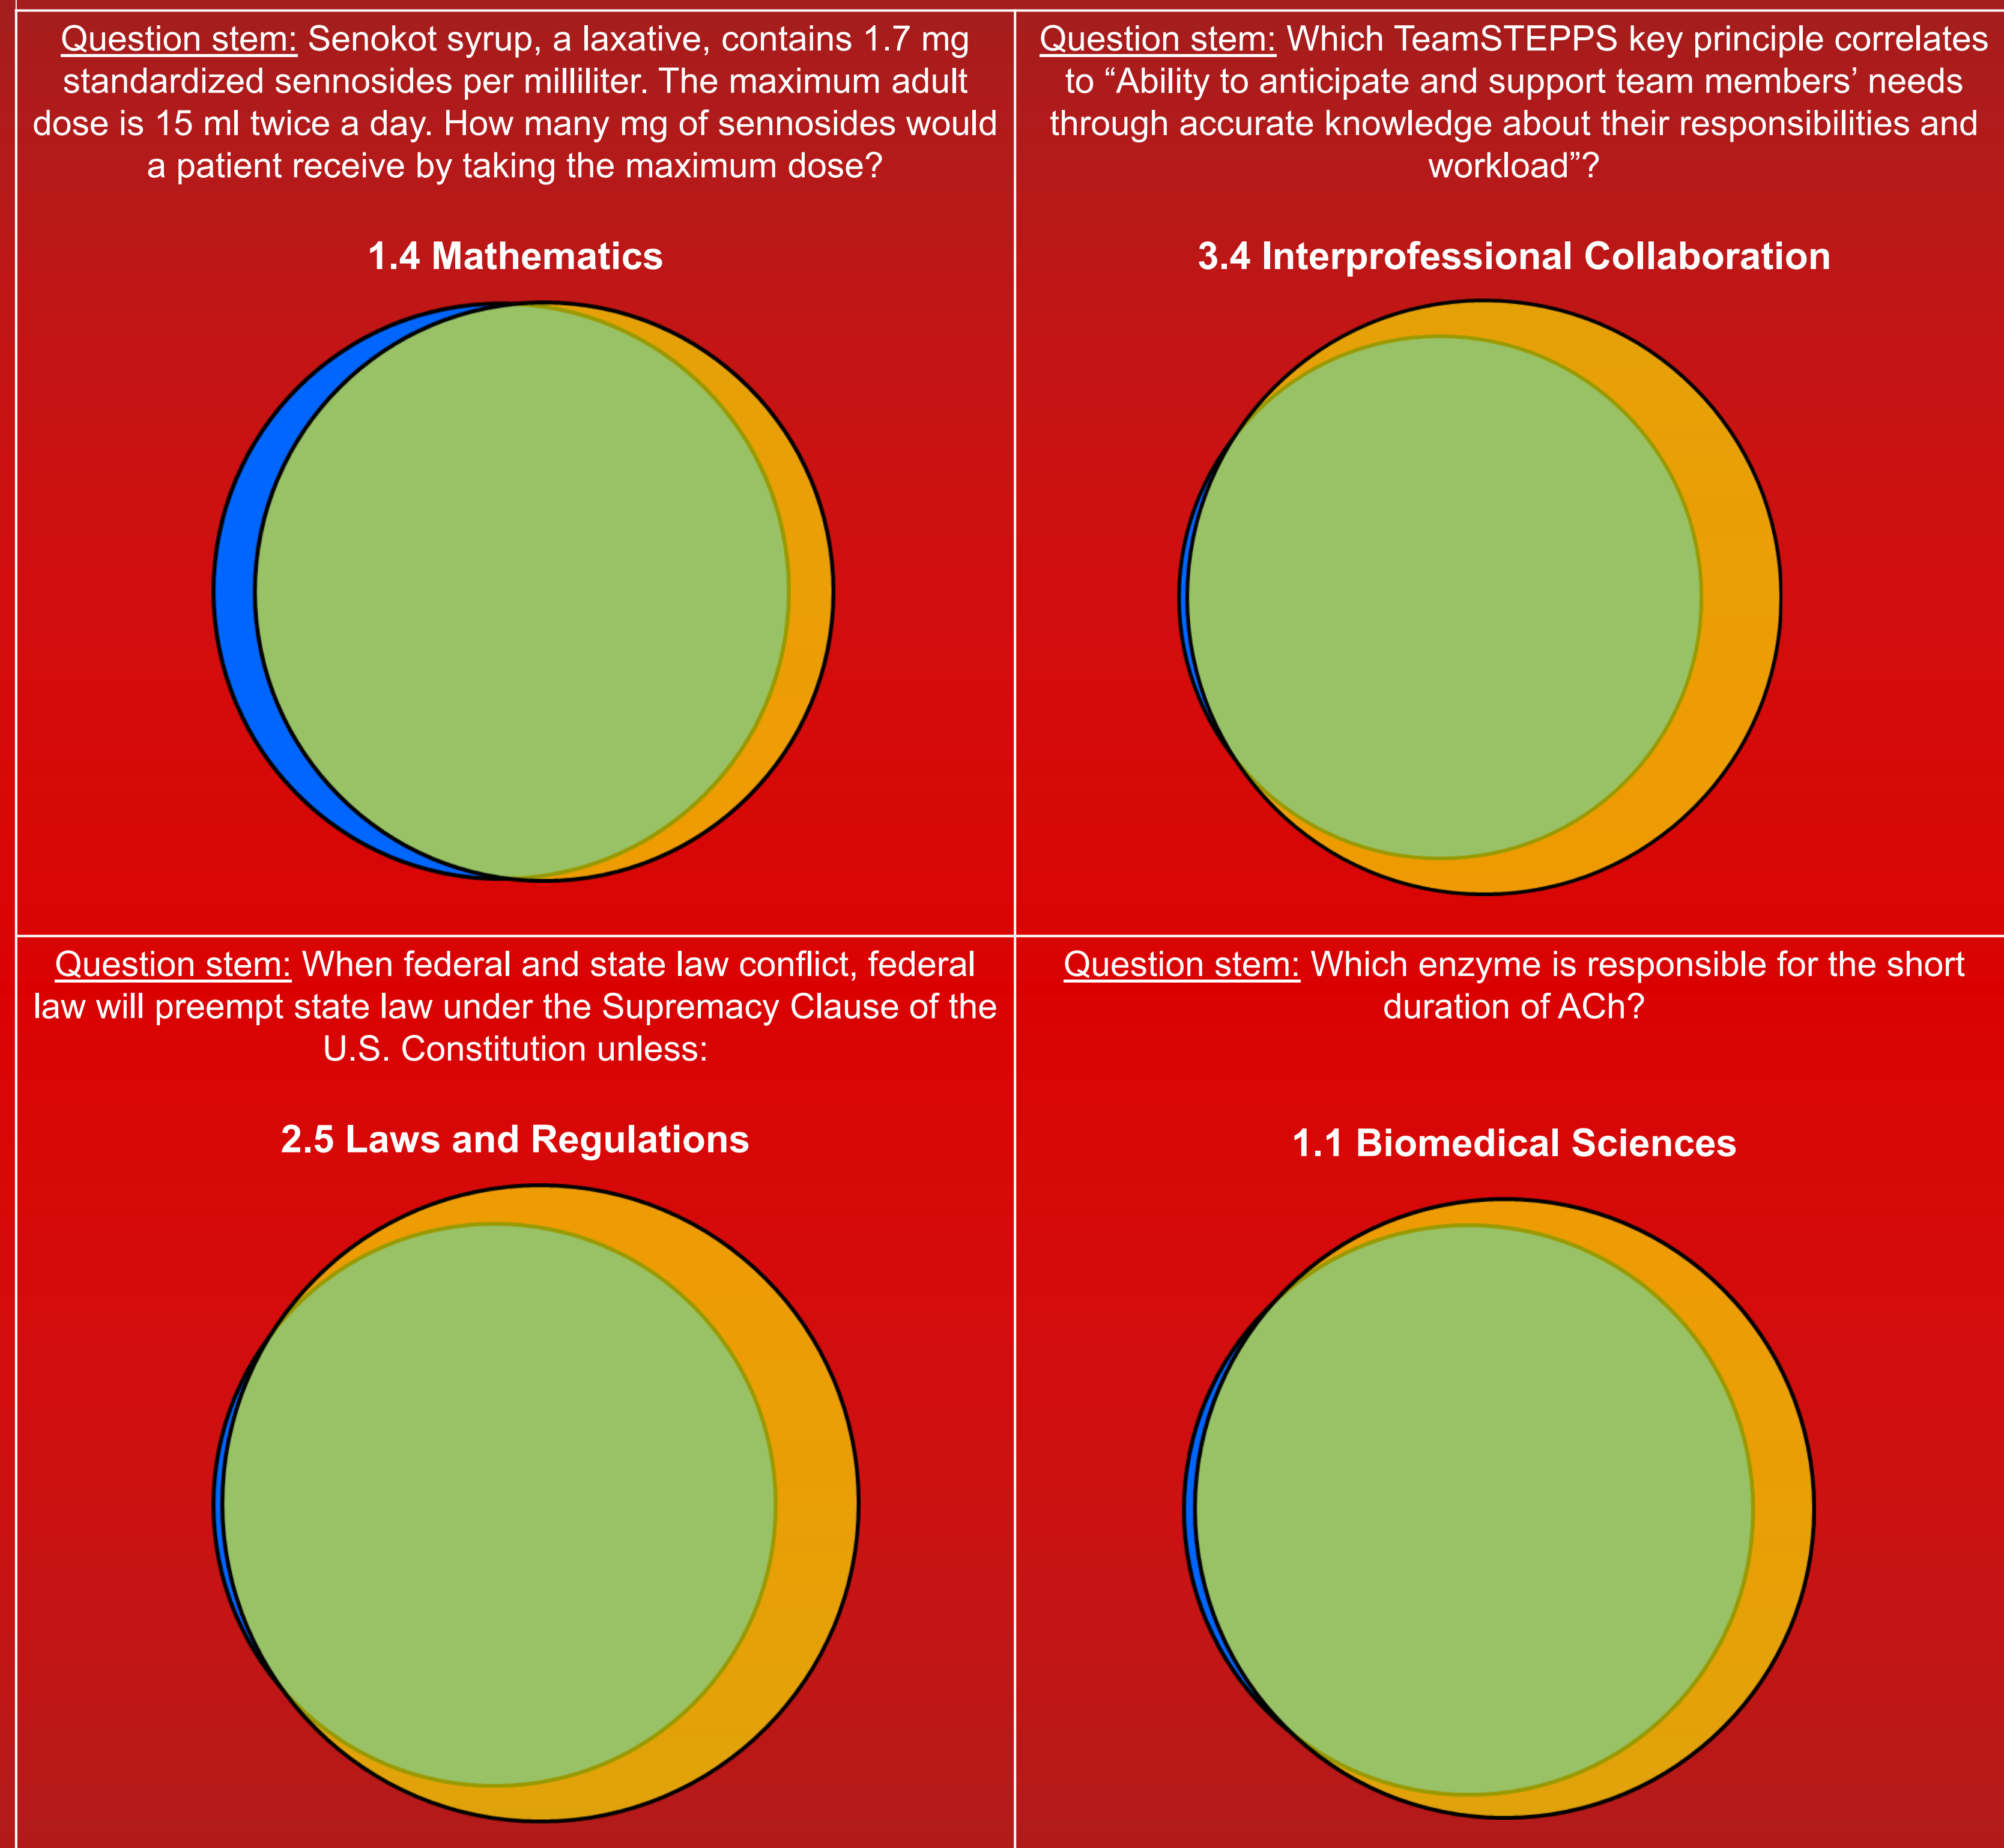 Question stem: Senokot syrup, a laxative, contains 1.7 mg
standardized sennosides per milliliter. The maximum adult
dose is 15 ml twice a day. How many mg of sennosides would
a patient receive by taking the maximum dose?
1.4 Mathematics
Question stem: Which TeamSTEPPS key principle correlates
to “Ability to anticipate and support team members’ needs
through accurate knowledge about their responsibilities and
workload”?
3.4 Interprofessional Collaboration
Question stem: When federal and state law conflict, federal
law will preempt state law under the Supremacy Clause of the
U.S. Constitution unless:
2.5 Laws and Regulations
Question stem: Which enzyme is responsible for the short
duration of ACh?
1.1 Biomedical Sciences